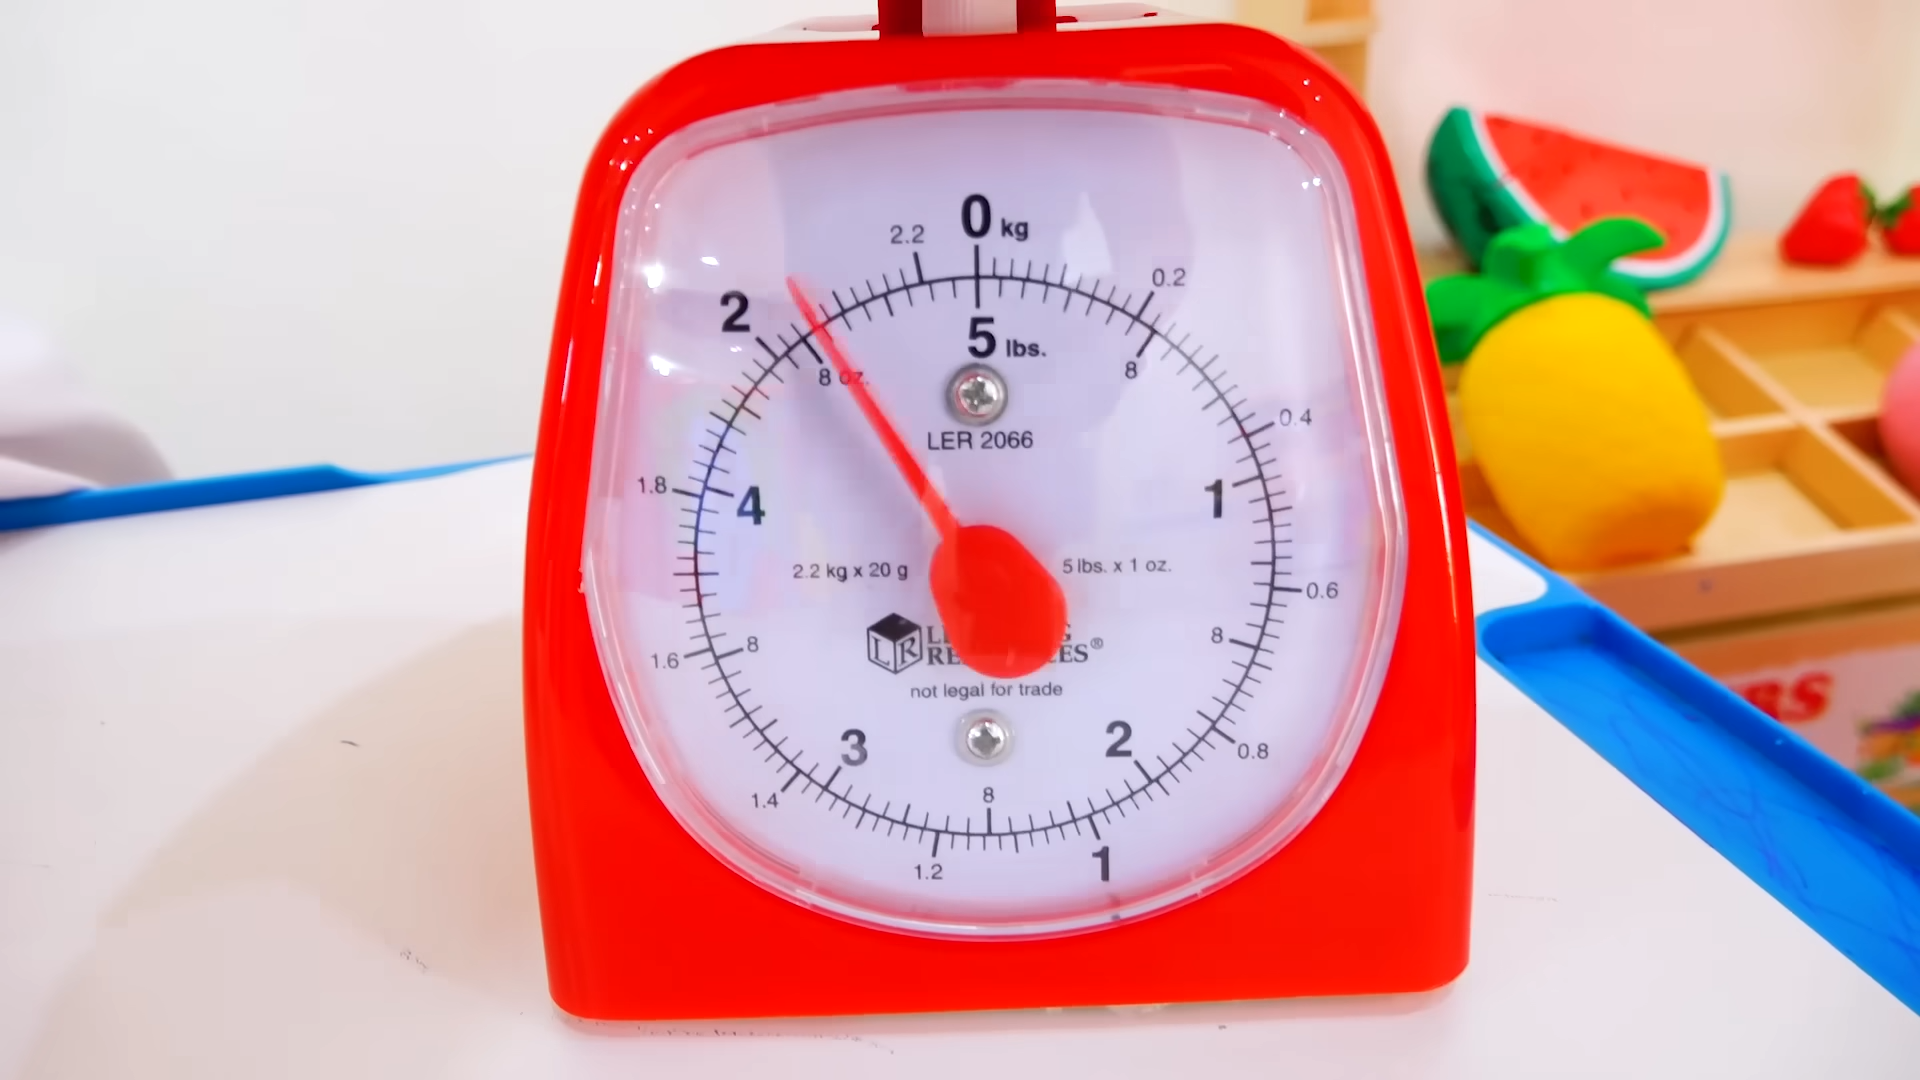 0 kg
2.2
0.2
2
5 lbs.
8
8 oz.
0.4
LER 2066
1.8
4
1
2.2 kg x 20 g
5 lbs. x 1 oz.
0.6
8
8
LR
1.6
not legal for trade
3
2
0.8
1.4
8
1.2
1